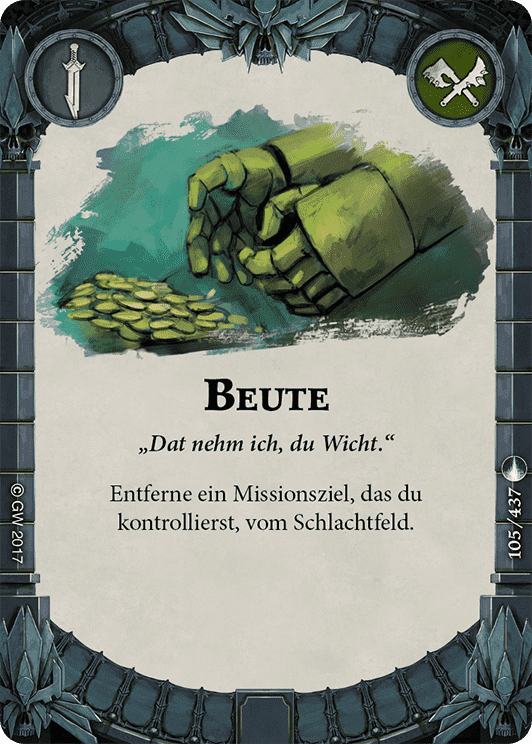 BEUTE
„Dat nehm ich, du Wicht.“
Entferne ein Missionsziel, das du
kontrollierst, vom Schlachtfeld.
© GW 2017
105/437